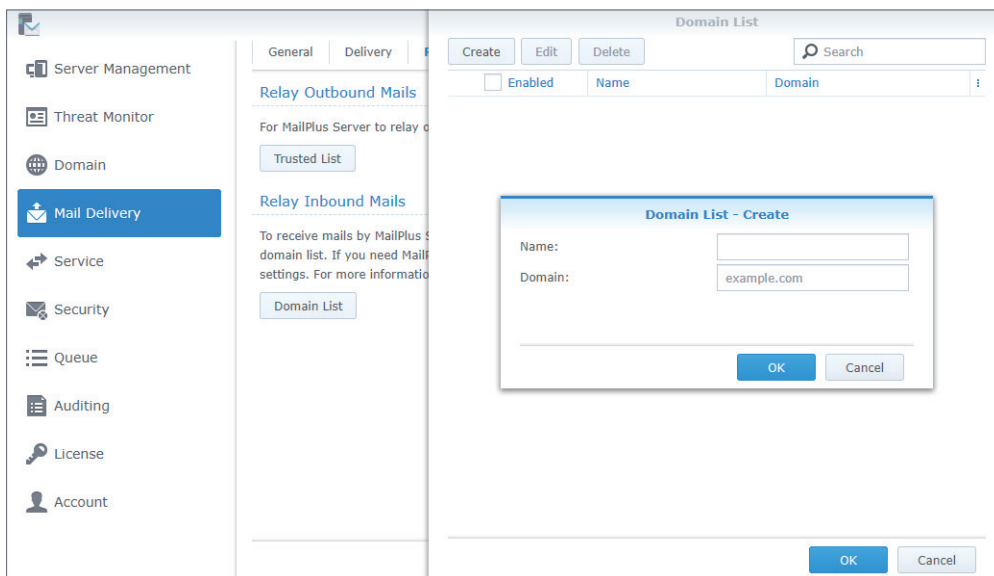 Server Management
Threat Monitor
Domain
Mail Delivery
Service
Security
Queue
Auditing
License
Account
General Delivery
Relay Outbound Mails
For MailPlus Server to relay o
Trusted List
Relay Inbound Mails
To receive mails by MailPlus S
domain list. If you need MailP
settings. For more informatio
Domain List
Domain List
Create Edit Delete Search
Enabled Name Domain
Domain List - Create
Name:
Domain: example.com
OK Cancel
OK Cancel